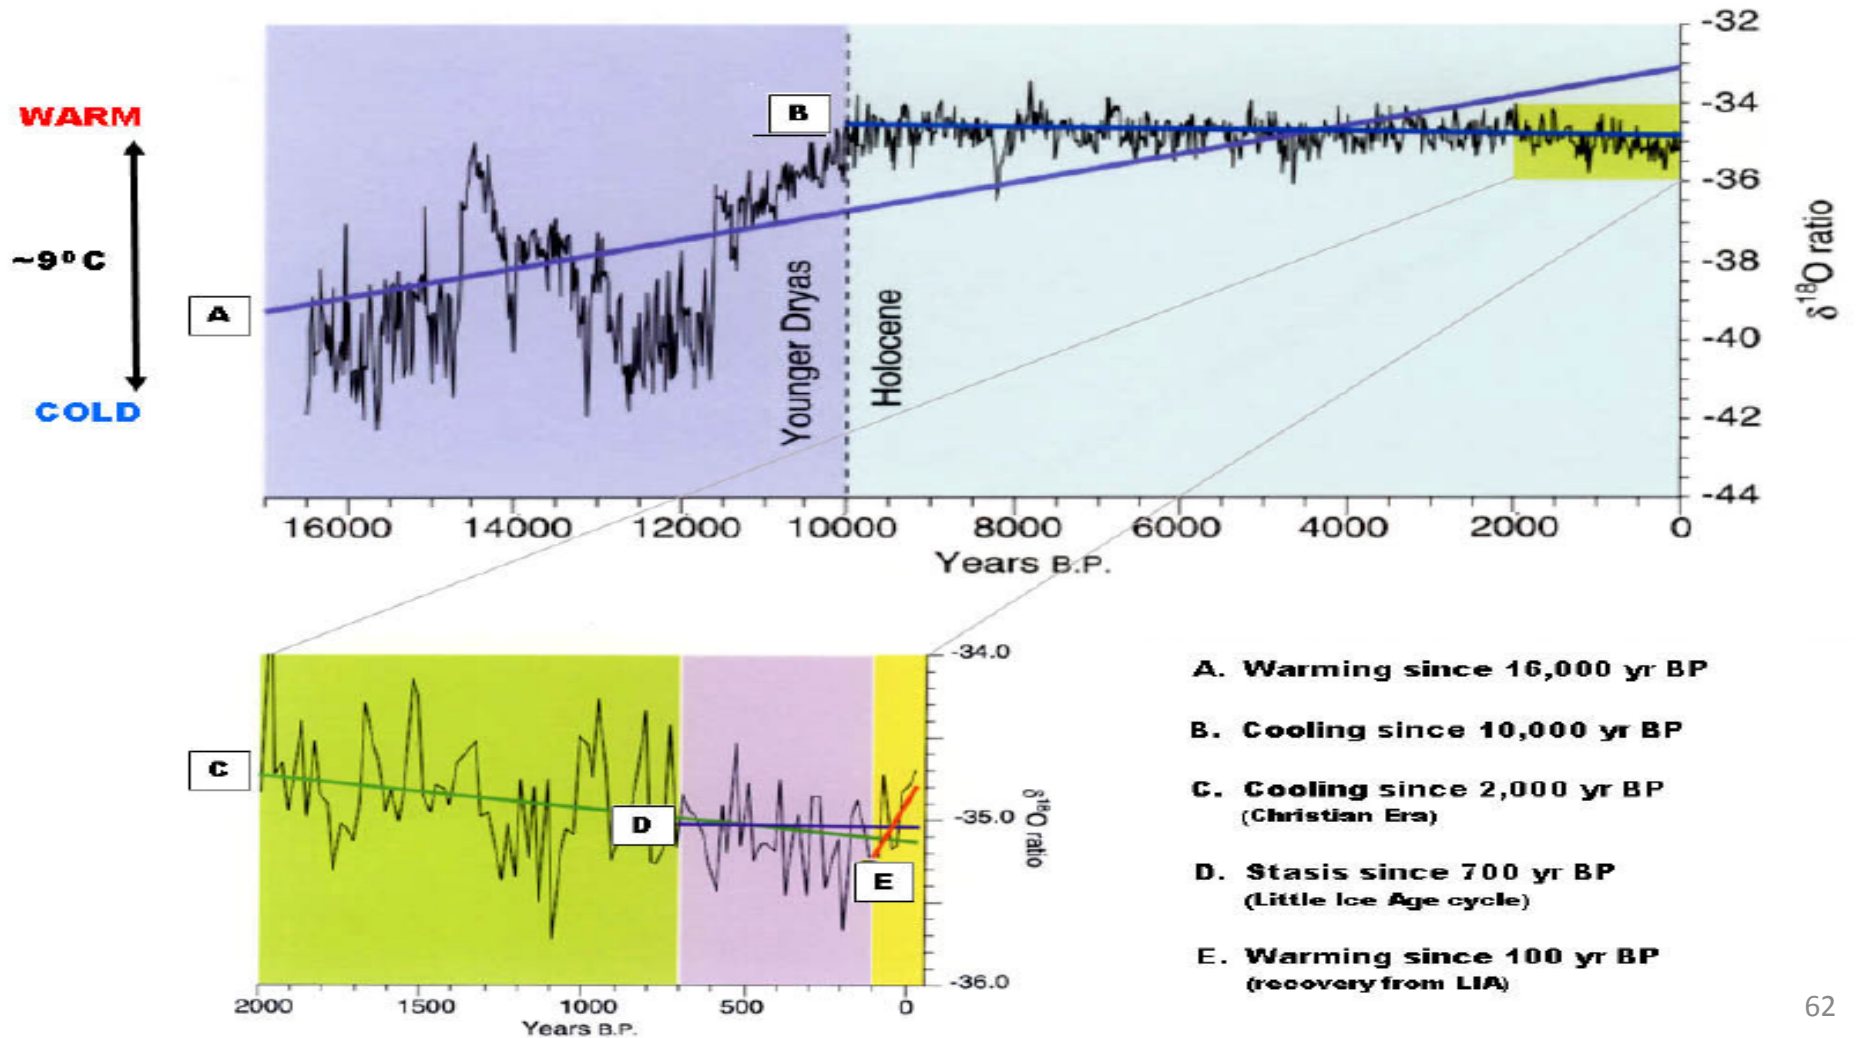 -32
B
-34
WARM
-36
~9º C
-38
δ18O ratio
A
Younger Dryas
Holocene
-40
COLD
-42
-44
16000 14000 12000 10000 8000 6000 4000 2000 0
Years B.P.
-34.0
C
D
-35.0
δ18O ratio
E
-36.0
2000 1500 1000 500 0
Years B.P.
A. Warming since 16,000 yr BP
B. Cooling since 10,000 yr BP
C. Cooling since 2,000 yr BP
(Christian Era)
D. Stasis since 700 yr BP
(Little Ice Age cycle)
E. Warming since 100 yr BP
(recovery from LIA)
62